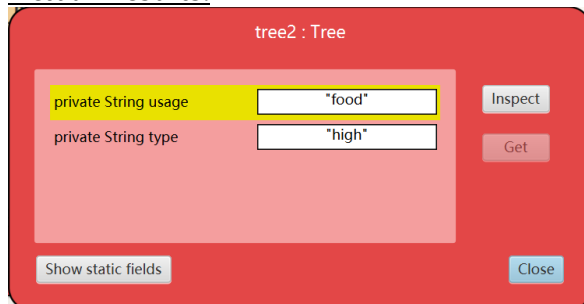 tree2 : Tree
private String usage "food" Inspect
private String type "high" Get
Show static fields Close